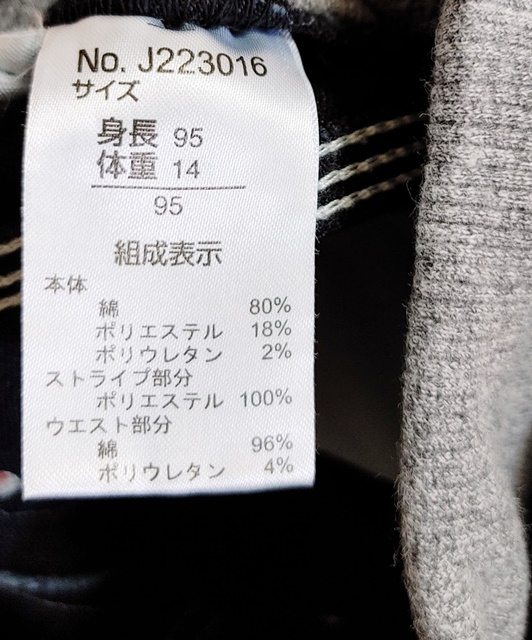 No. J223016
サイズ
身長 95
体重 14
95
組成表示
本体
綿 80%
ポリエステル 18%
ポリウレタン 2%
ストライプ部分
ポリエステル 100%
ウエスト部分
綿 96%
ポリウレタン 4%